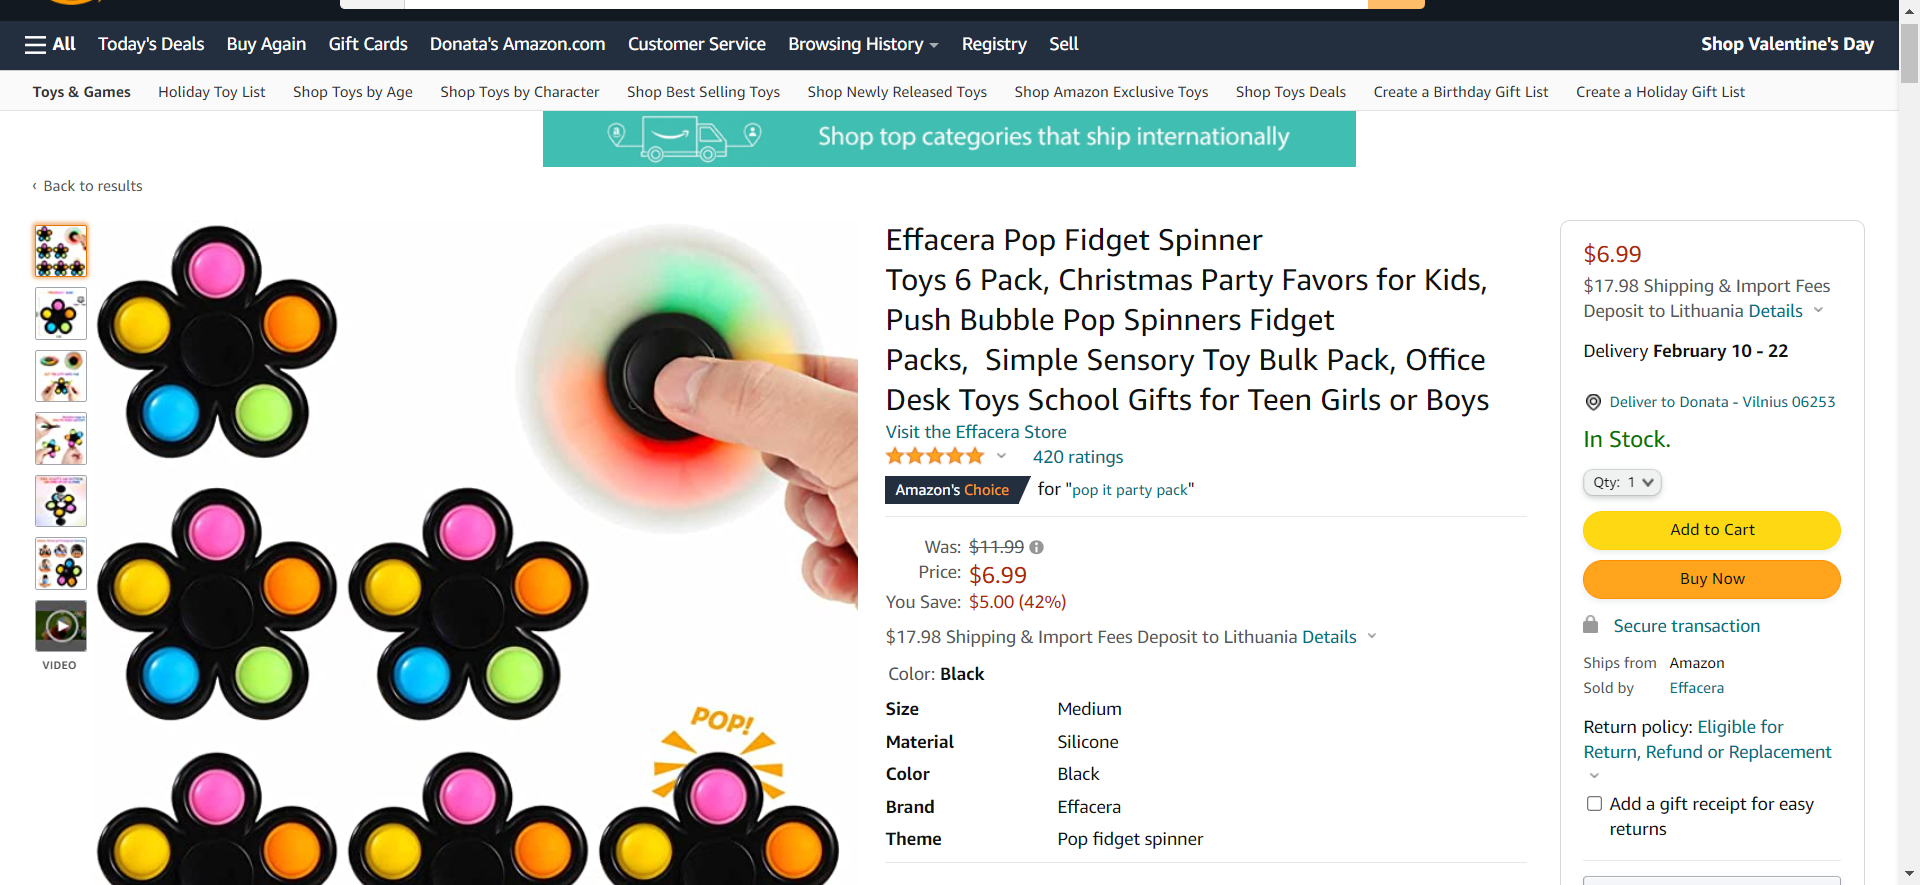 All Today's Deals Buy Again Gift Cards Donata's Amazon.com Customer Service Browsing History Registry Sell Shop Valentine's Day
Toys & Games Holiday Toy List Shop Toys by Age Shop Toys by Character Shop Best Selling Toys Shop Newly Released Toys Shop Amazon Exclusive Toys Shop Toys Deals Create a Birthday Gift List Create a Holiday Gift List
Shop top categories that ship internationally
‹ Back to results
VIDEO
POP!
Effacera Pop Fidget Spinner
Toys 6 Pack, Christmas Party Favors for Kids,
Push Bubble Pop Spinners Fidget
Packs, Simple Sensory Toy Bulk Pack, Office
Desk Toys School Gifts for Teen Girls or Boys
Visit the Effacera Store
420 ratings
Amazon's Choice for "pop it party pack"
Was: $11.99
Price: $6.99
You Save: $5.00 (42%)
$17.98 Shipping & Import Fees Deposit to Lithuania Details
Color: Black
Size Medium
Material Silicone
Color Black
Brand Effacera
Theme Pop fidget spinner
$6.99
$17.98 Shipping & Import Fees
Deposit to Lithuania Details
Delivery February 10 - 22
Deliver to Donata - Vilnius 06253
In Stock.
Qty: 1
Add to Cart
Buy Now
Secure transaction
Ships from Amazon
Sold by Effacera
Return policy: Eligible for
Return, Refund or Replacement
Add a gift receipt for easy
returns